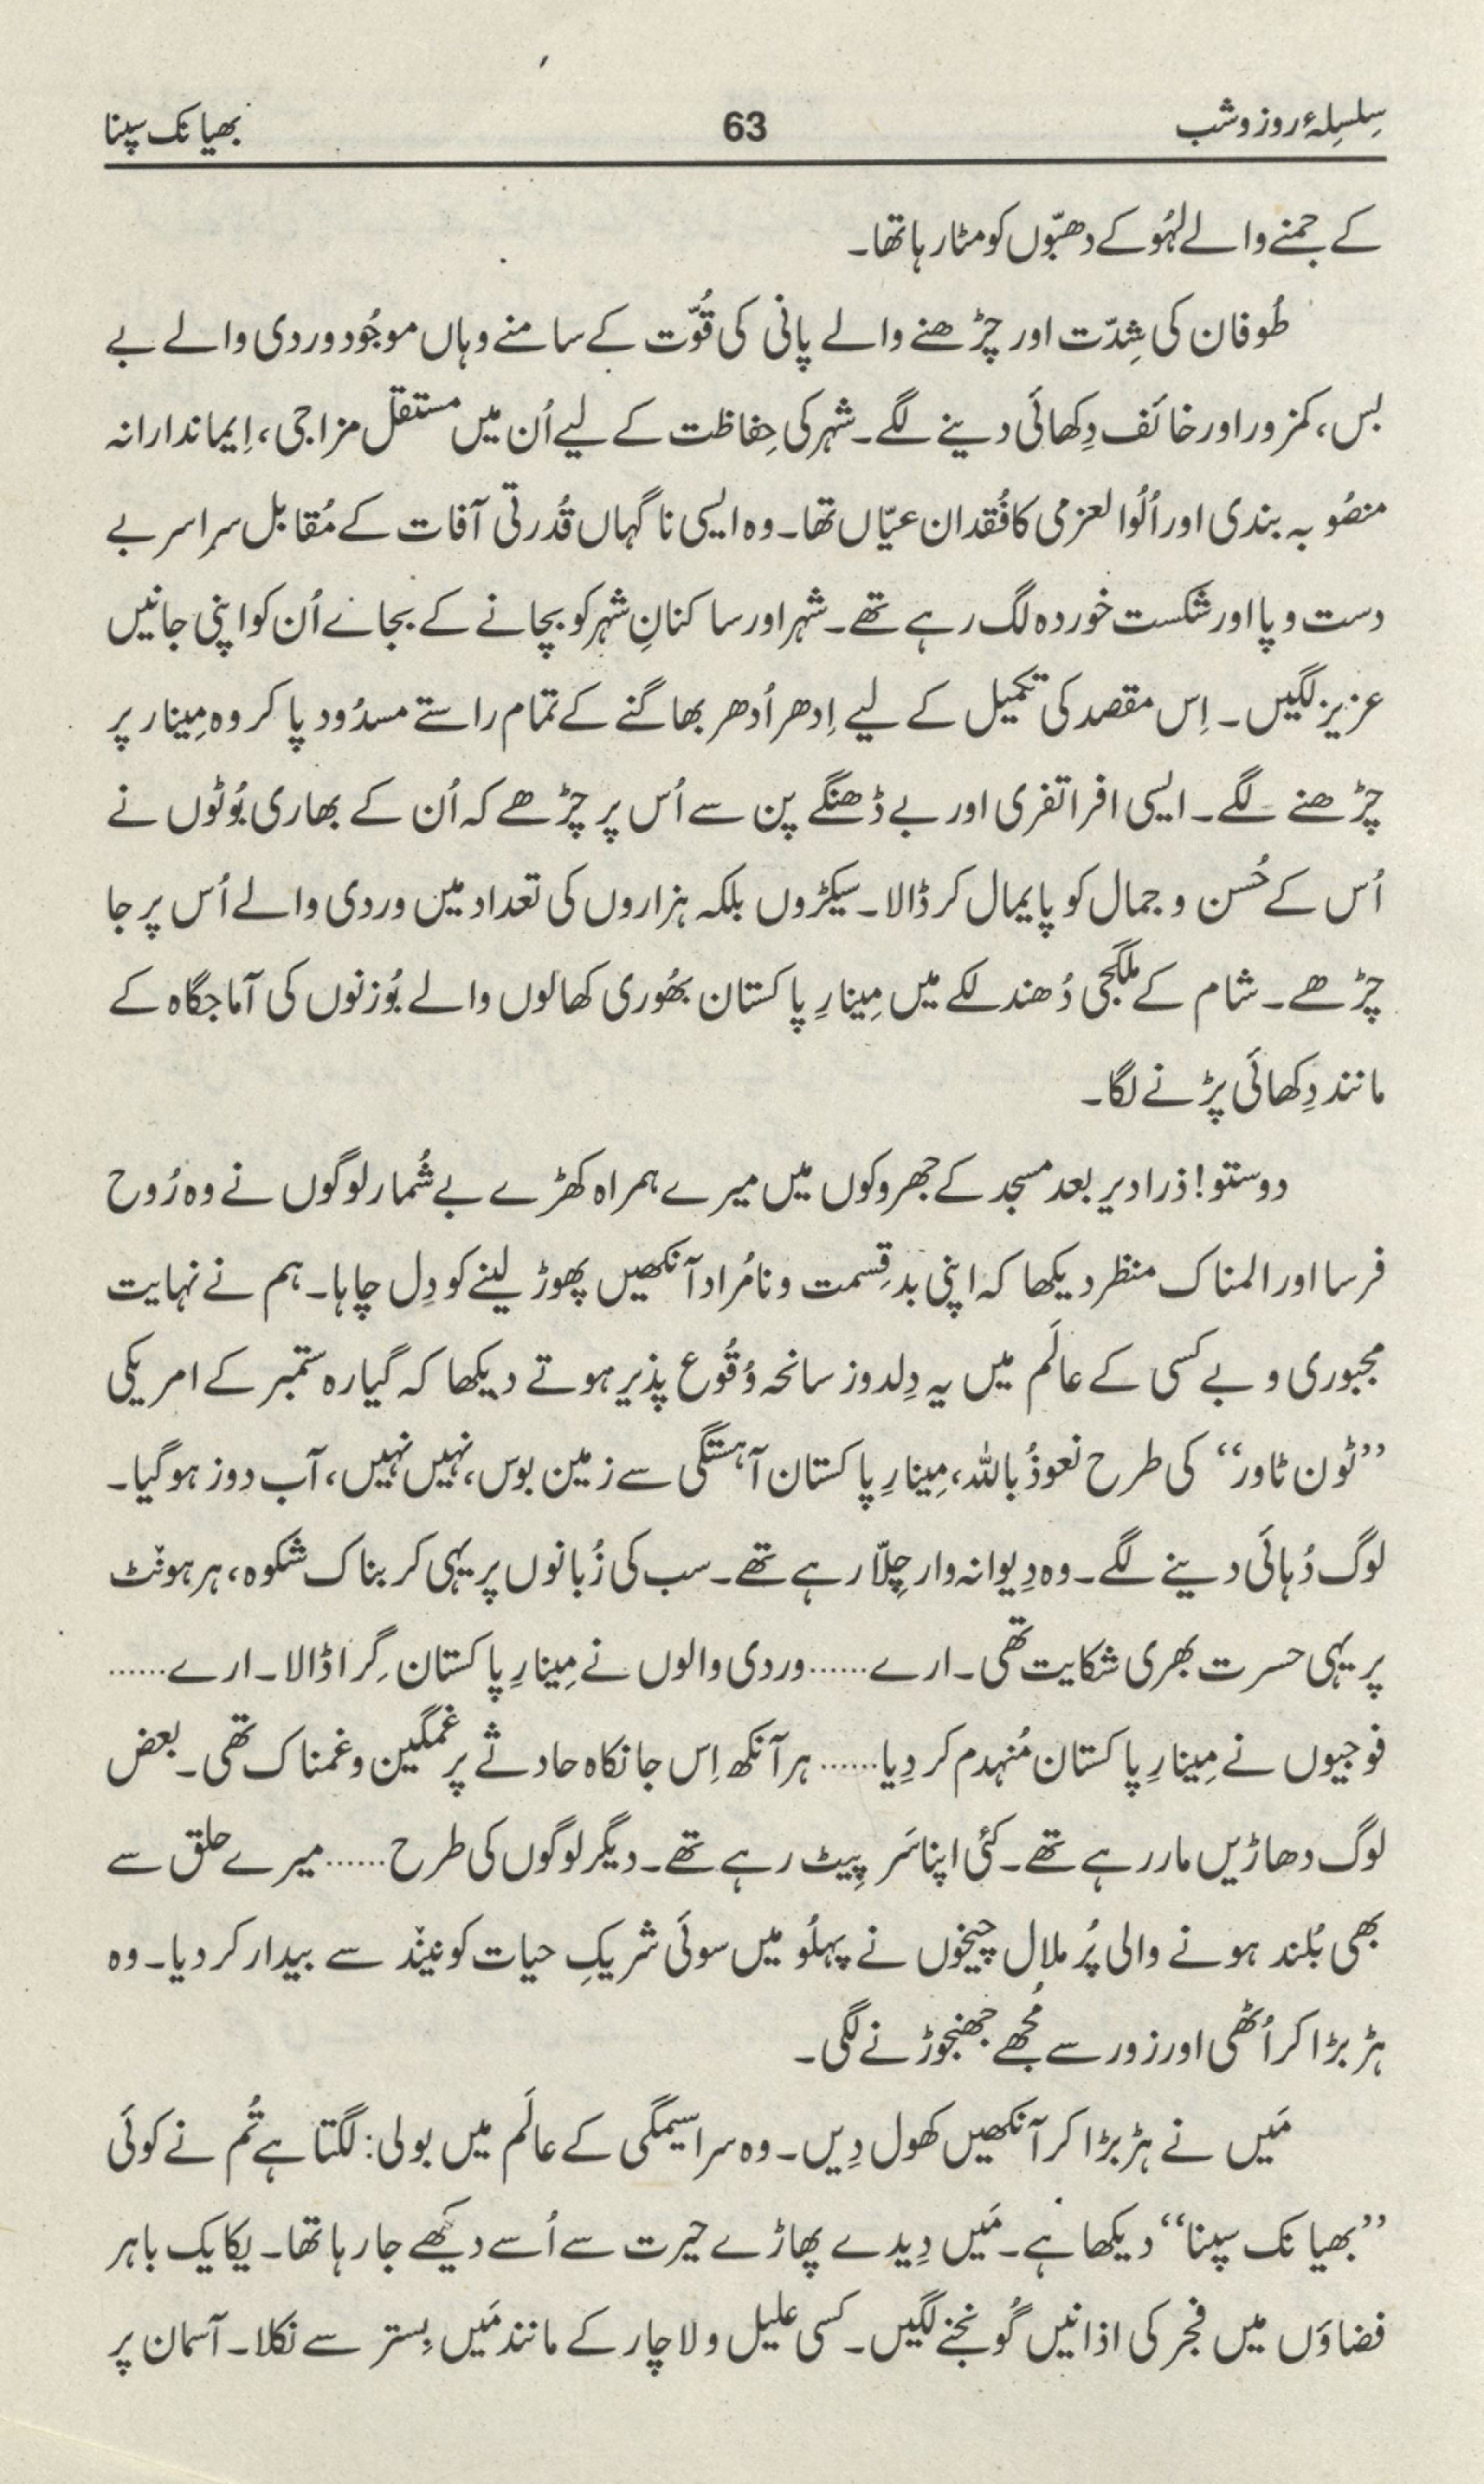 سِلسِلۂ روز و شب 63 بھیانک سپنا
کے جمنے والے لہُو کے دھبّوں کو مٹا رہا تھا۔
طُوفان کی شِدّت اور چڑھنے والے پانی کی قُوّت کے سامنے وہاں موجُود وردی والے بے
بس، کمزور اور خائف دِکھائی دینے لگے۔ شہر کی حِفاظت کے لیے اُن میں مستقل مزاجی، اِیماندارانہ
منصُوبہ بندی اور اُلُوالعزمی کا فُقدان عیّاں تھا۔ وہ ایسی ناگہاں قُدرتی آفات کے مُقابل سراسر بے
دست و پا اور شکست خوردہ لگ رہے تھے۔ شہر اور ساکنانِ شہر کو بچانے کے بجائے اُن کو اپنی جانیں
عزیز لگیں۔ اِس مقصد کی تکمیل کے لیے اِدھر اُدھر بھاگنے کے تمام راستے مسدُود پا کر وہ مِینار پر
چڑھنے لگے۔ ایسی افراتفری اور بے ڈھنگے پن سے اُس پر چڑھے کہ اُن کے بھاری بُوٹوں نے
اُس کے حُسن و جمال کو پایمال کر ڈالا۔ سیکڑوں بلکہ ہزاروں کی تعداد میں وردی والے اُس پر جا
چڑھے۔ شام کے ملگجی دُھندلکے میں مِینارِ پاکستان بھُوری کھالوں والے بُوزنوں کی آماجگاہ کے
مانند دِکھائی پڑنے لگا۔
دوستو! ذرا دیر بعد مسجد کے جھروکوں میں میرے ہمراہ کھڑے بے شُمار لوگوں نے وہ رُوح
فرسا اور المناک منظر دیکھا کہ اپنی بدقِسمت و نامُراد آنکھیں پھوڑ لینے کو دِل چاہا۔ ہم نے نہایت
مجبوری و بے کسی کے عالَم میں یہ دِلدوز سانحہ وُقُوع پذیر ہوتے دیکھا کہ گیارہ ستمبر کے امریکی
”ٹون ٹاور“ کی طرح نعوذُ باللہ، مِینارِ پاکستان آہستگی سے زمین بوس، نہیں نہیں، آب دوز ہو گیا۔
لوگ دُہائی دینے لگے۔ وہ دِیوانہ وار چِلّا رہے تھے۔ سب کی زُبانوں پر یہی کربناک شکوہ، ہر ہونٹ
پر یہی حسرت بھری شکایت تھی۔ ارے...... وردی والوں نے مِینارِ پاکستان گِرا ڈالا۔ ارے......
فوجیوں نے مِینارِ پاکستان مُنہدم کر دِیا...... ہر آنکھ اِس جانکاہ حادثے پر غمگین و غمناک تھی۔ بعض
لوگ دھاڑیں مار رہے تھے۔ کئی اپنا سَر پِیٹ رہے تھے۔ دیگر لوگوں کی طرح...... میرے حلق سے
بھی بُلند ہونے والی پُرملال چیخوں نے پہلُو میں سوئی شریکِ حیات کو نیند سے بیدار کر دیا۔ وہ
ہڑبڑا کر اُٹھی اور زور سے مُجھے جھنجوڑنے لگی۔
مَیں نے ہڑبڑا کر آنکھیں کھول دِیں۔ وہ سراسیمگی کے عالَم میں بولی: لگتا ہے تُم نے کوئی
”بھیانک سپنا“ دیکھا ہے۔ مَیں دِیدے پھاڑے حیرت سے اُسے دیکھے جا رہا تھا۔ یکایک باہر
فضاؤں میں فجر کی اذانیں گُونجنے لگیں۔ کسی علیل و لاچار کے مانند مَیں بِستر سے نکلا۔ آسمان پر